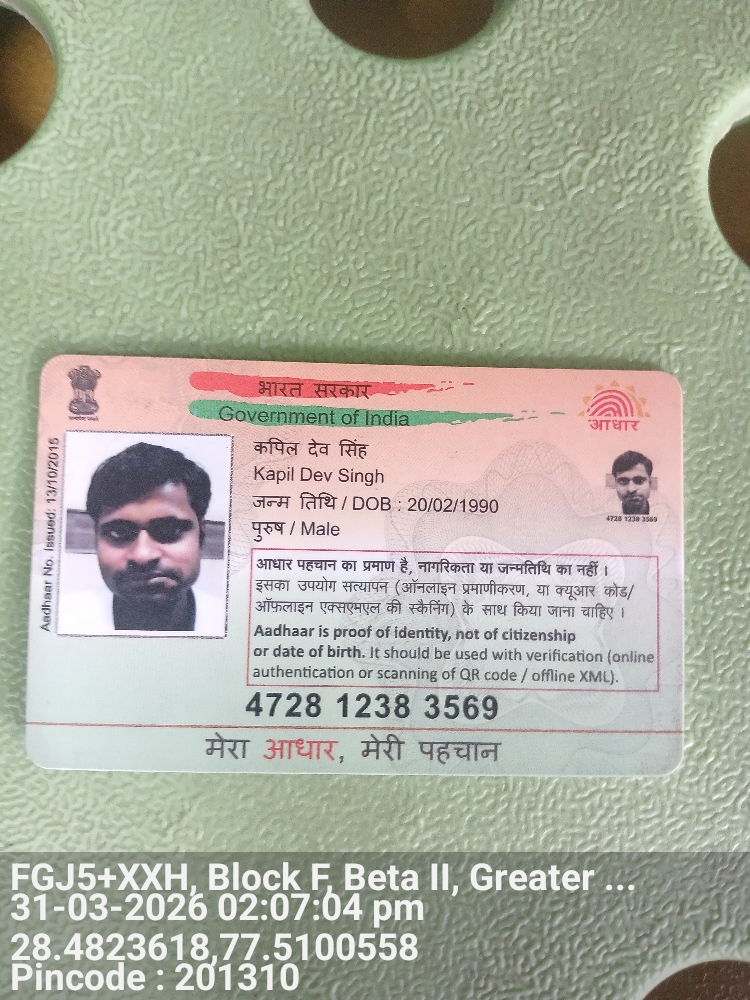 भारत सरकार
Government of India
आधार
Aadhaar No. Issued: 13/10/2015
कपिल देव सिंह
Kapil Dev Singh
जन्म तिथि / DOB : 20/02/1990
पुरुष / Male
4728 1238 3569
आधार पहचान का प्रमाण है, नागरिकता या जन्मतिथि का नहीं ।
इसका उपयोग सत्यापन (ऑनलाइन प्रमाणीकरण, या क्यूआर कोड/
ऑफलाइन एक्सएमएल की स्कैनिंग) के साथ किया जाना चाहिए ।
Aadhaar is proof of identity, not of citizenship
or date of birth. It should be used with verification (online
authentication or scanning of QR code / offline XML).
4728 1238 3569
मेरा आधार, मेरी पहचान
FGJ5+XXH, Block F, Beta II, Greater ...
31-03-2026 02:07:04 pm
28.4823618,77.5100558
Pincode : 201310